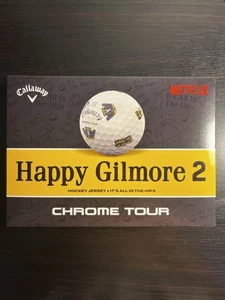 Callaway
NETFLIX
Happy Gilmore 2
HOCKEY JERSEY • IT'S ALL IN THE HIPS
CHROME TOUR